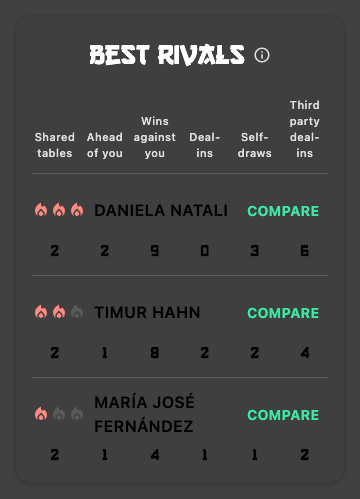 BEST RIVALS
Shared tables Ahead of you Wins against you Deal-ins Self-draws Third party deal-ins
DANIELA NATALI COMPARE
2 2 9 0 3 6
TIMUR HAHN COMPARE
2 1 8 2 2 4
MARÍA JOSÉ
FERNÁNDEZ COMPARE
2 1 4 1 1 2